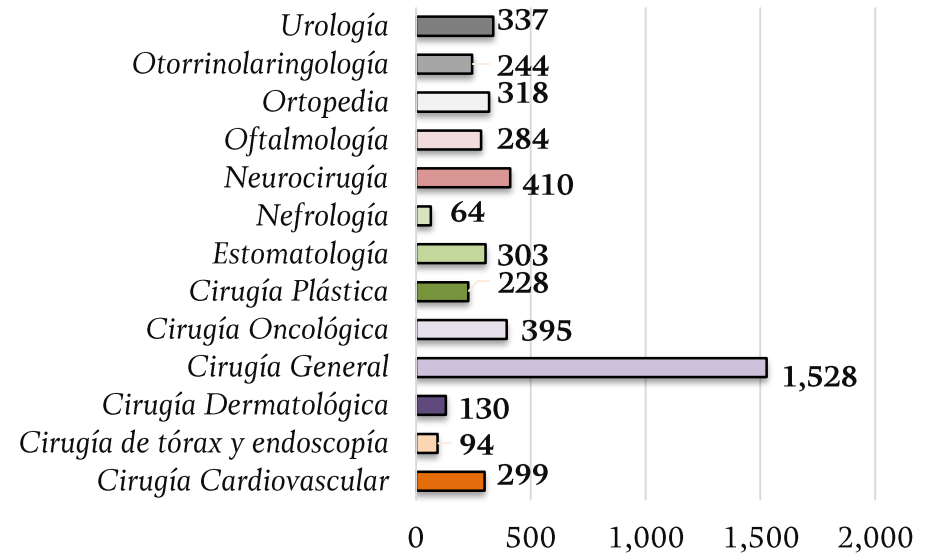 Urología 337
Otorrinolaringología 244
Ortopedia 318
Oftalmología 284
Neurocirugía 410
Nefrología 64
Estomatología 303
Cirugía Plástica 228
Cirugía Oncológica 395
Cirugía General 1,528
Cirugía Dermatológica 130
Cirugía de tórax y endoscopía 94
Cirugía Cardiovascular 299
0 500 1,000 1,500 2,000